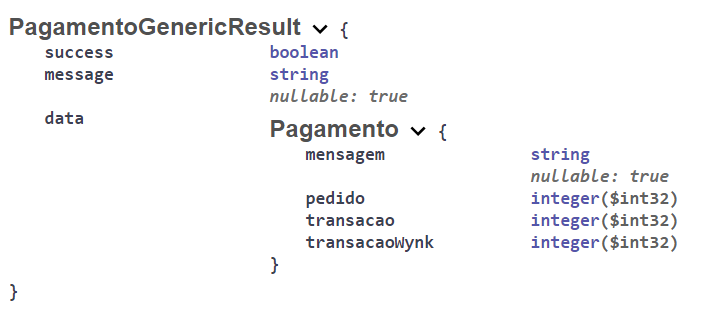 PagamentoGenericResult {
success boolean
message string
nullable: true
data
Pagamento {
mensagem string
nullable: true
pedido integer($int32)
transacao integer($int32)
transacaoWynk integer($int32)
}
}